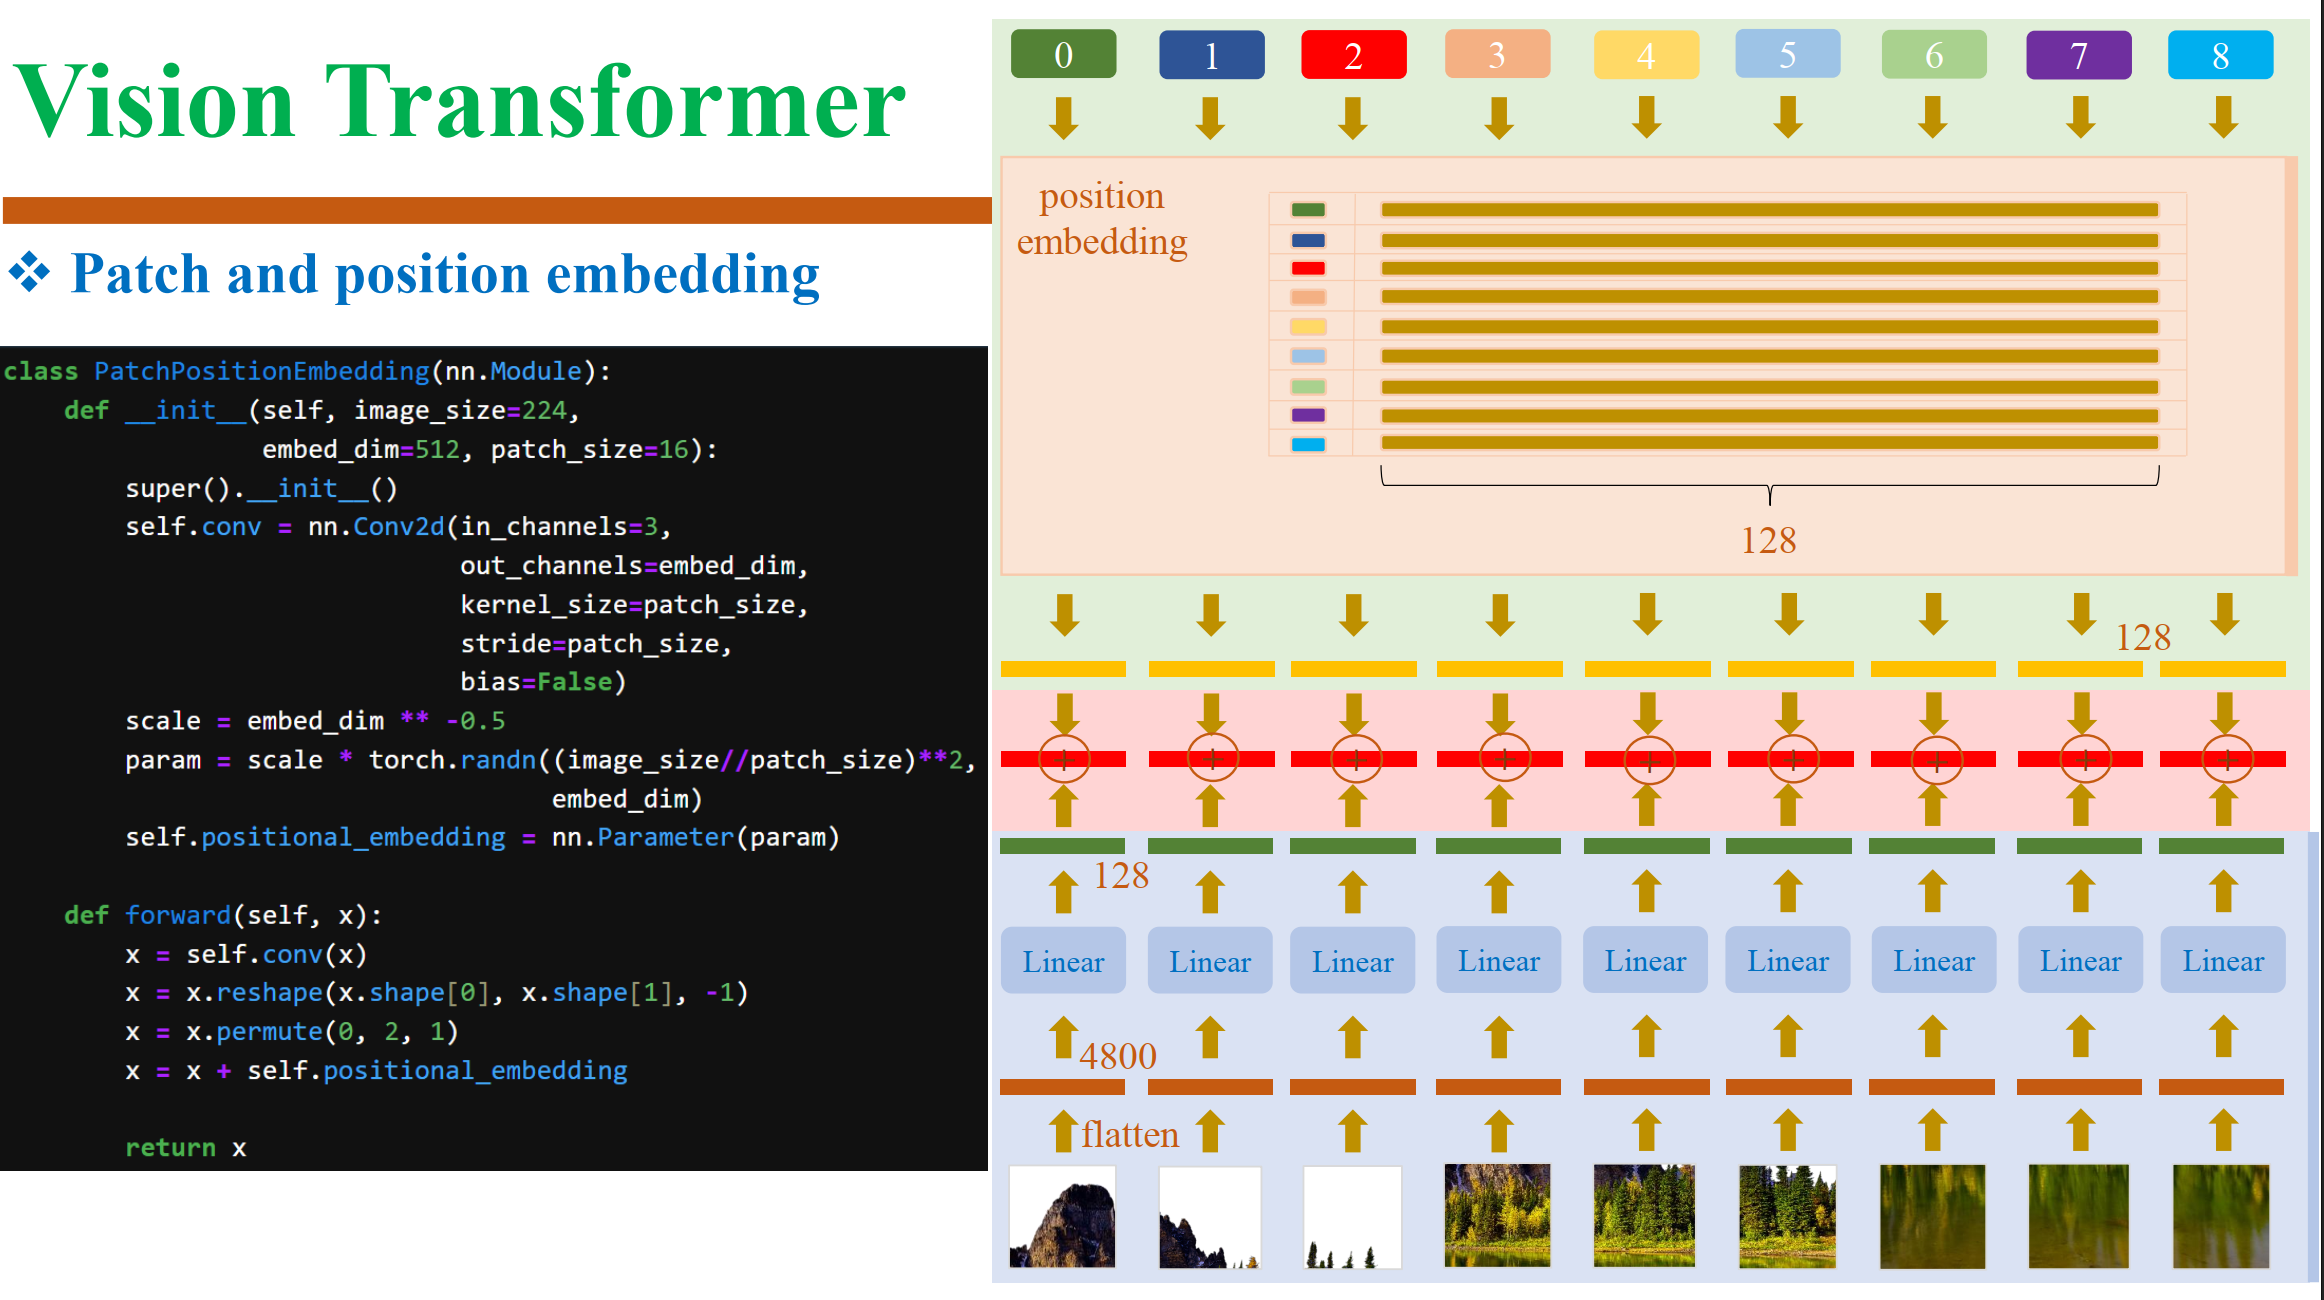 Vision Transformer
❖ Patch and position embedding
class PatchPositionEmbedding(nn.Module):
    def __init__(self, image_size=224,
                 embed_dim=512, patch_size=16):
        super().__init__()
        self.conv = nn.Conv2d(in_channels=3,
                              out_channels=embed_dim,
                              kernel_size=patch_size,
                              stride=patch_size,
                              bias=False)
        scale = embed_dim ** -0.5
        param = scale * torch.randn((image_size//patch_size)**2,
                                    embed_dim)
        self.positional_embedding = nn.Parameter(param)
    def forward(self, x):
        x = self.conv(x)
        x = x.reshape(x.shape[0], x.shape[1], -1)
        x = x.permute(0, 2, 1)
        x = x + self.positional_embedding
        return x
0 1 2 3 4 5 6 7 8
position
embedding
128
128
+ + + + + + + + +
128
Linear Linear Linear Linear Linear Linear Linear Linear Linear
4800
flatten